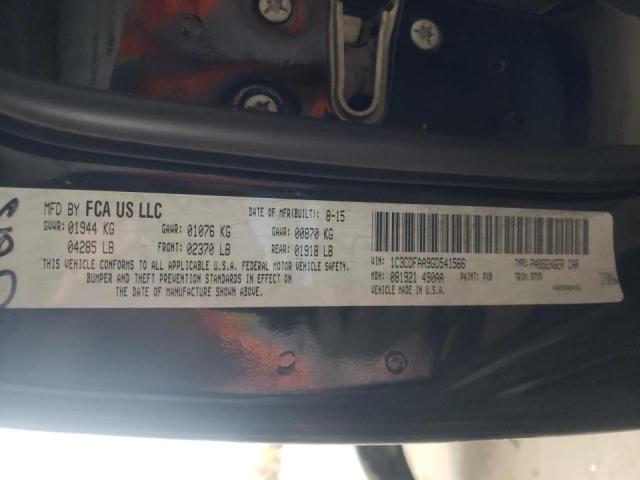 MFD BY FCA US LLC DATE OF MFR(BUILT): 8-15
GVWR: 01944 KG GAWR: 01076 KG GAWR: 00870 KG
04285 LB FRONT: 02370 LB REAR: 01918 LB
THIS VEHICLE CONFORMS TO ALL APPLICABLE U.S.A. FEDERAL MOTOR VEHICLE SAFETY,
BUMPER AND THEFT PREVENTION STANDARDS IN EFFECT ON THE
DATE OF MANUFACTURE SHOWN ABOVE.
VIN: 1C3CDFAA9GD541566 TYPE: PASSENGER CAR
MDH: 081921 490AA PAINT: PXB TRIM:
VEHICLE MADE IN U.S.A.